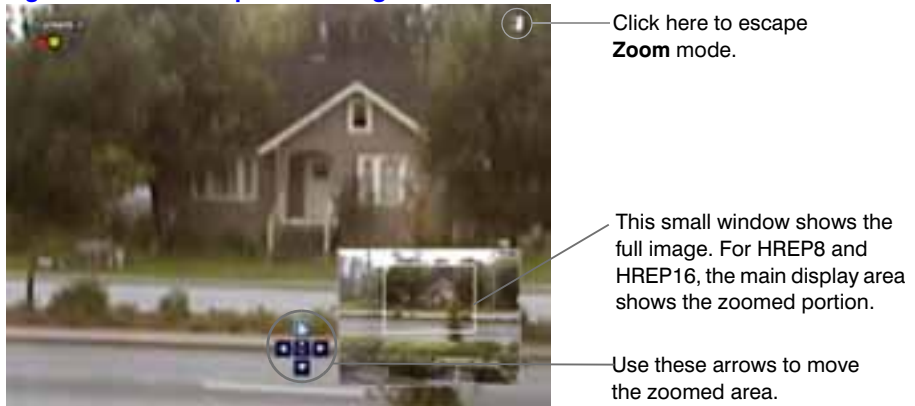 Click here to escape
Zoom mode.
This small window shows the
full image. For HREP8 and
HREP16, the main display area
shows the zoomed portion.
Use these arrows to move
the zoomed area.